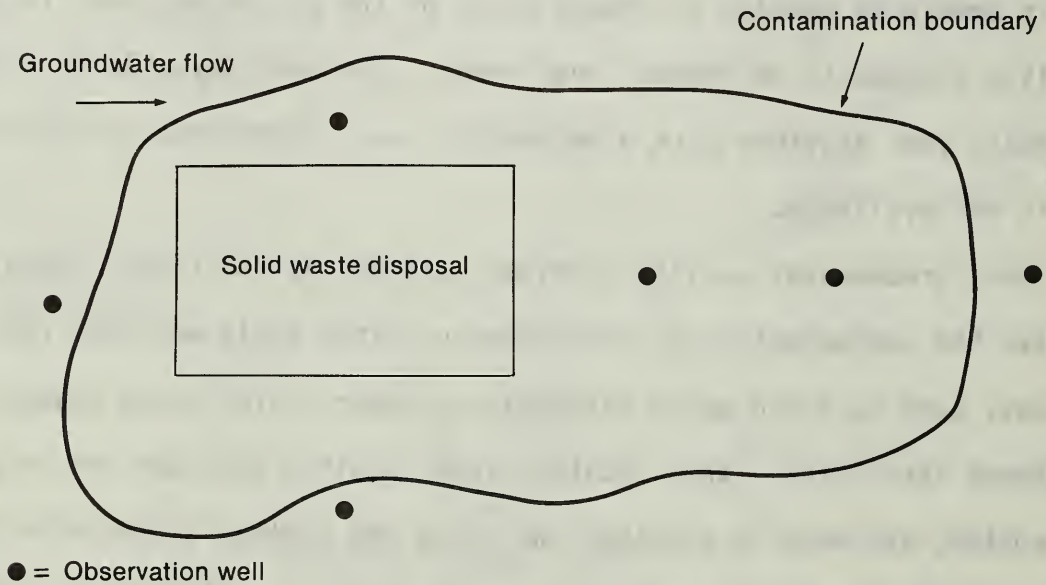 Contamination boundary
Groundwater flow
Solid waste disposal
● = Observation well